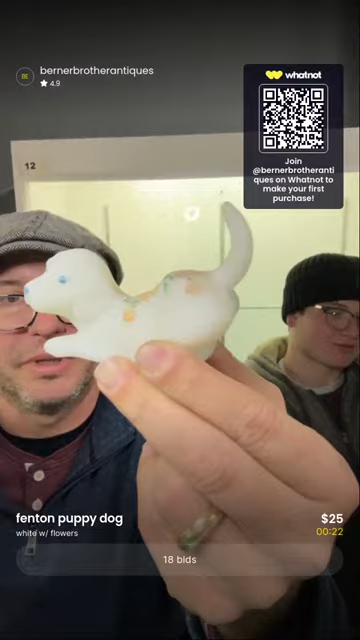 BE
bernerbrotherantiques
★ 4.9
whatnot
Join
@bernerbrotheranti
ques on Whatnot to
make your first
purchase!
12
fenton puppy dog
$25
white w/ flowers
00:22
18 bids